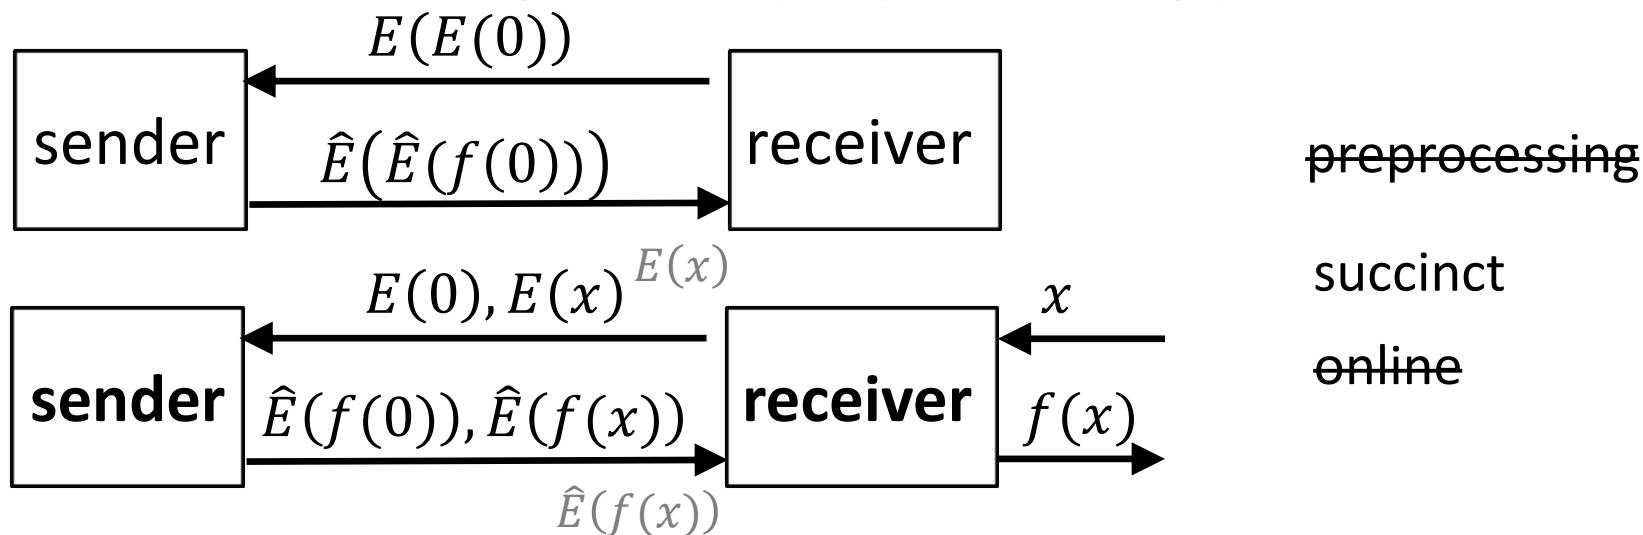 E(E(0))
sender
Ê(Ê(f(0)))
receiver
preprocessing
E(x)
E(0), E(x)
succinct
x
sender
Ê(f(0)), Ê(f(x))
receiver
f(x)
online
Ê(f(x))